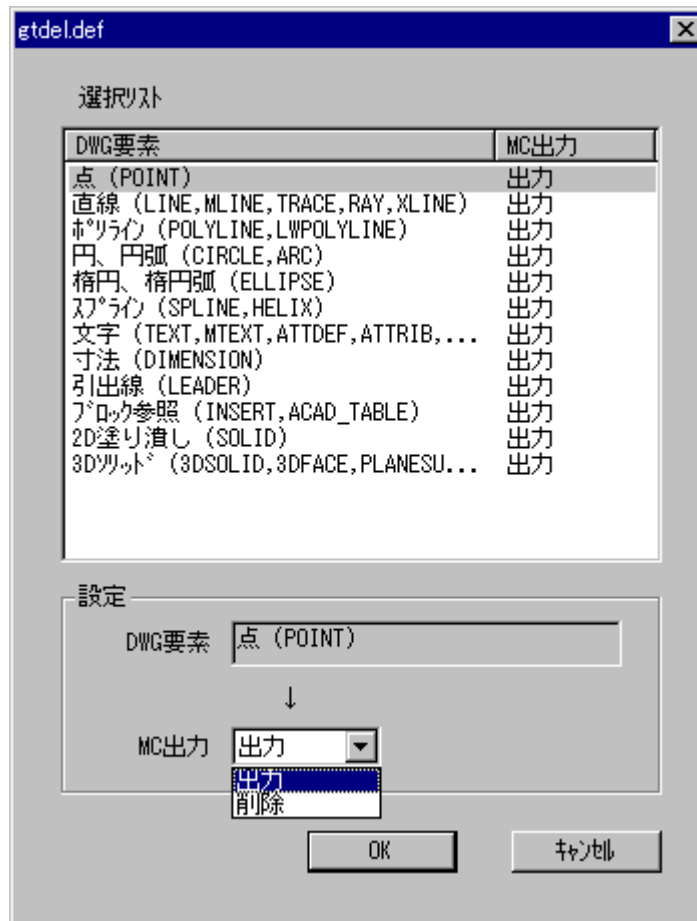 gtdel.def
選択ﾘｽﾄ
DWG要素 MC出力
点 (POINT) 出力
直線 (LINE,MLINE,TRACE,RAY,XLINE) 出力
ﾎﾟﾘﾗｲﾝ (POLYLINE,LWPOLYLINE) 出力
円、円弧 (CIRCLE,ARC) 出力
楕円、楕円弧 (ELLIPSE) 出力
ｽﾌﾟﾗｲﾝ (SPLINE,HELIX) 出力
文字 (TEXT,MTEXT,ATTDEF,ATTRIB,... 出力
寸法 (DIMENSION) 出力
引出線 (LEADER) 出力
ﾌﾞﾛｯｸ参照 (INSERT,ACAD_TABLE) 出力
2D塗り潰し (SOLID) 出力
3Dｿﾘｯﾄﾞ (3DSOLID,3DFACE,PLANESU... 出力
設定
DWG要素 点 (POINT)
↓
MC出力 出力
出力
削除
OK ｷｬﾝｾﾙ